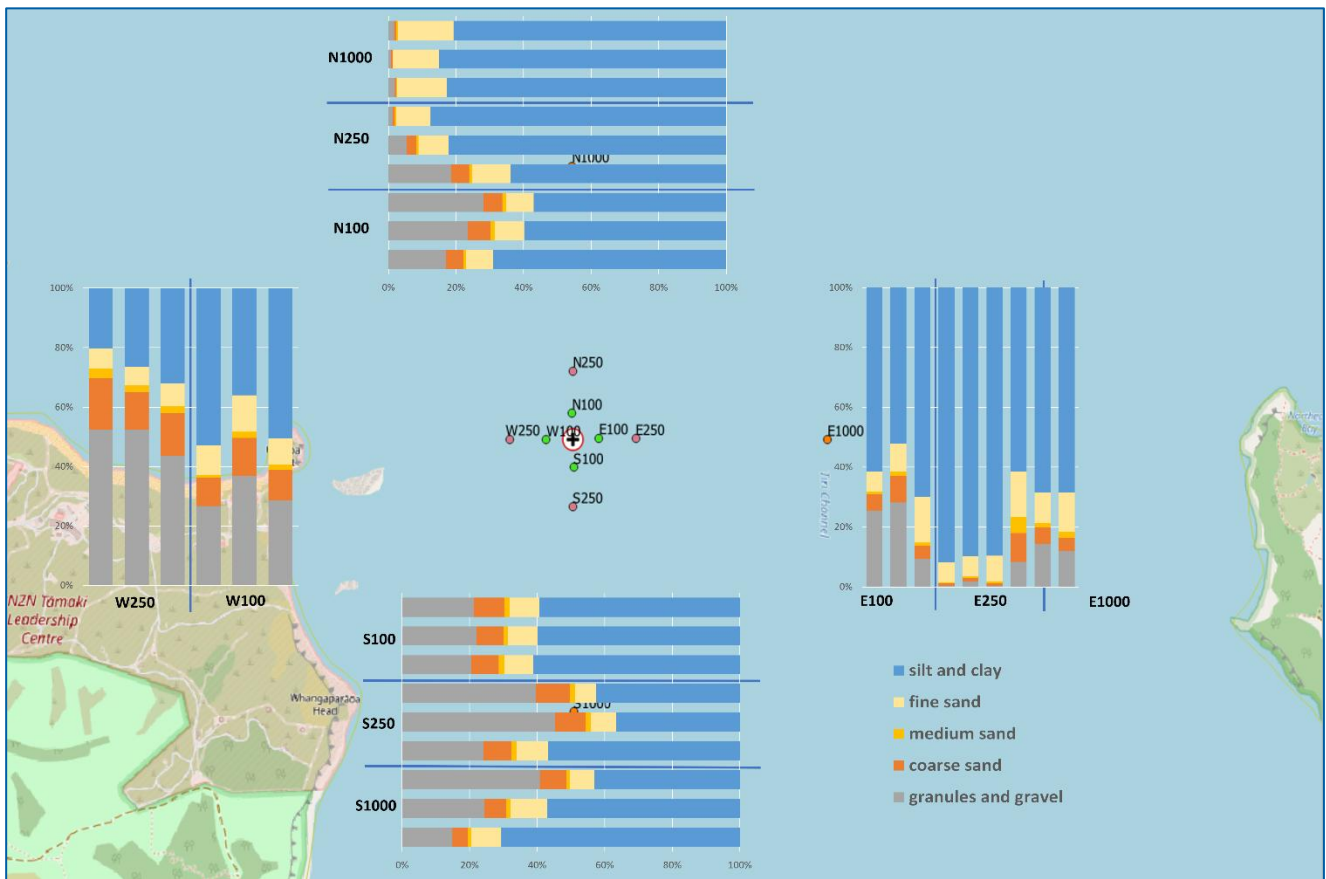 N1000
N250
N1000
N100
0% 20% 40% 60% 80% 100%
100%
80%
60%
40%
20%
0%
W250 W100
100%
80%
60%
40%
20%
0%
E100 E250 E1000
N250
N100
W250 W100 E100 E250
S100
S250
E1000
NZN Tamaki
Leadership
Centre
Whangaparāoa
Head
S100
S250
S1000
S1000
0% 20% 40% 60% 80% 100%
silt and clay
fine sand
medium sand
coarse sand
granules and gravel